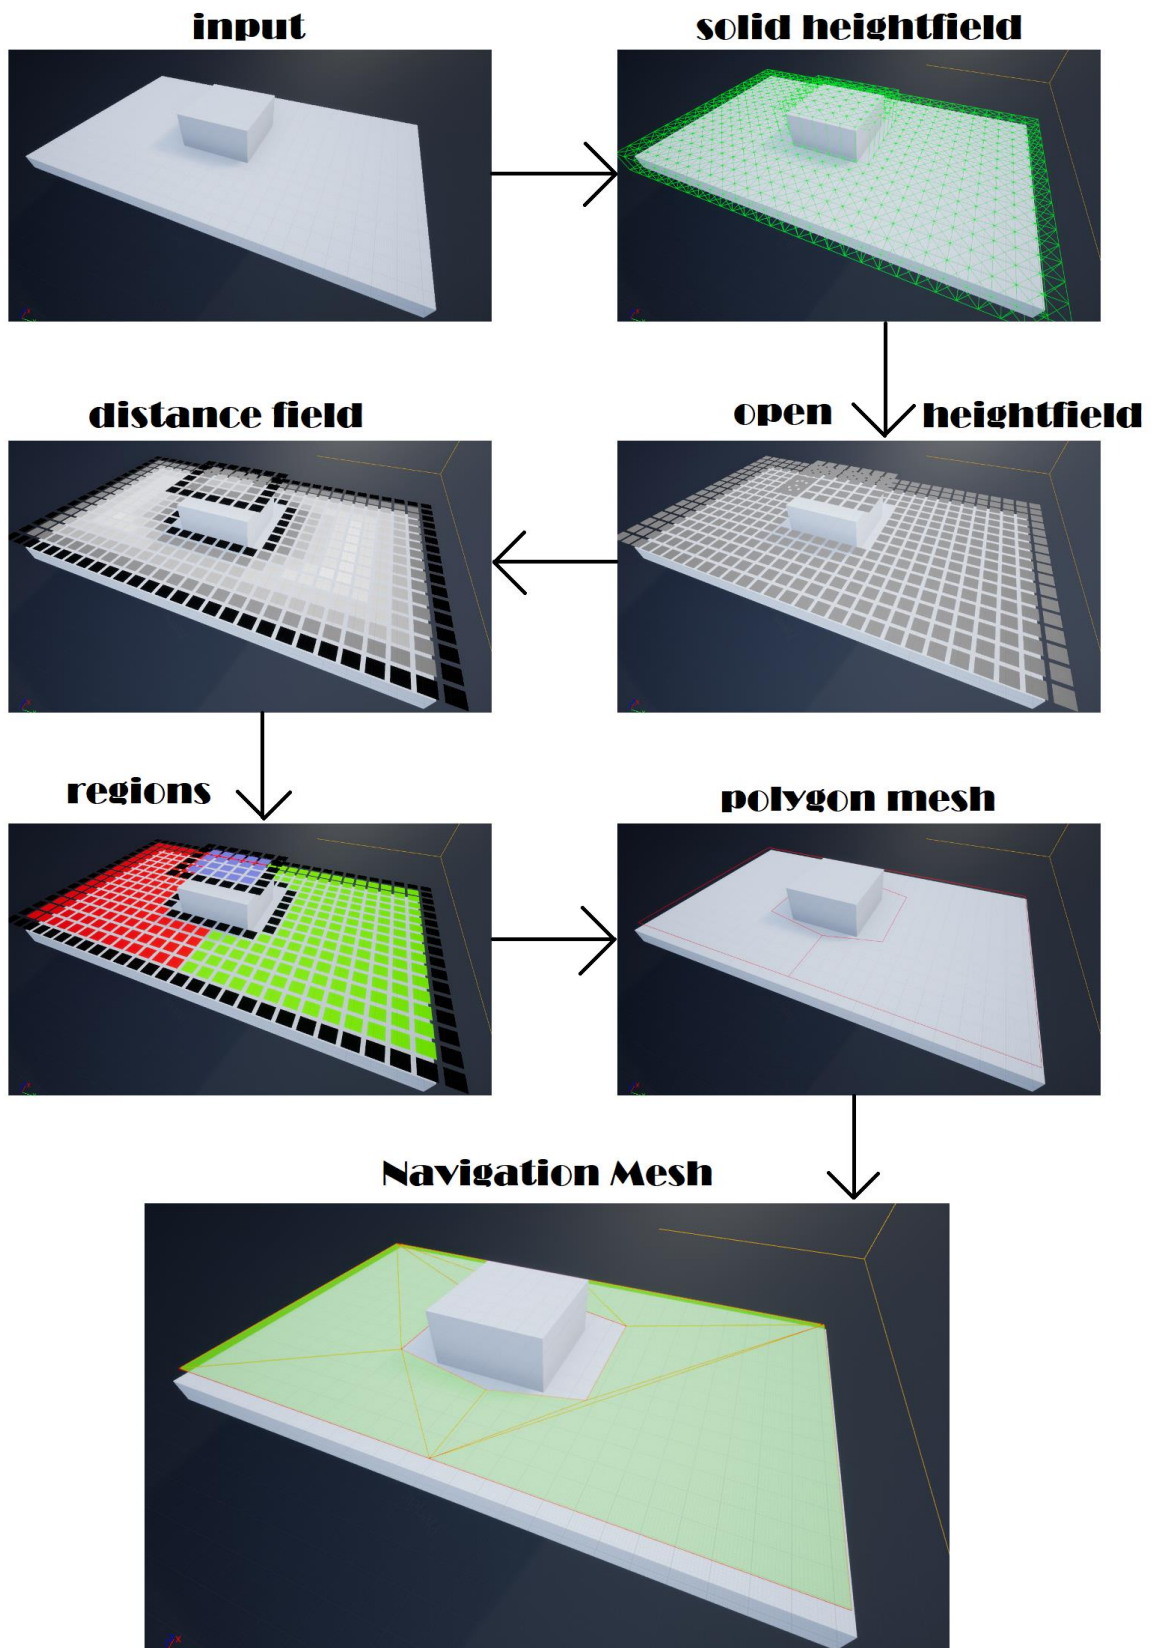 input
solid heightfield
open heightfield
distance field
regions
polygon mesh
Navigation Mesh